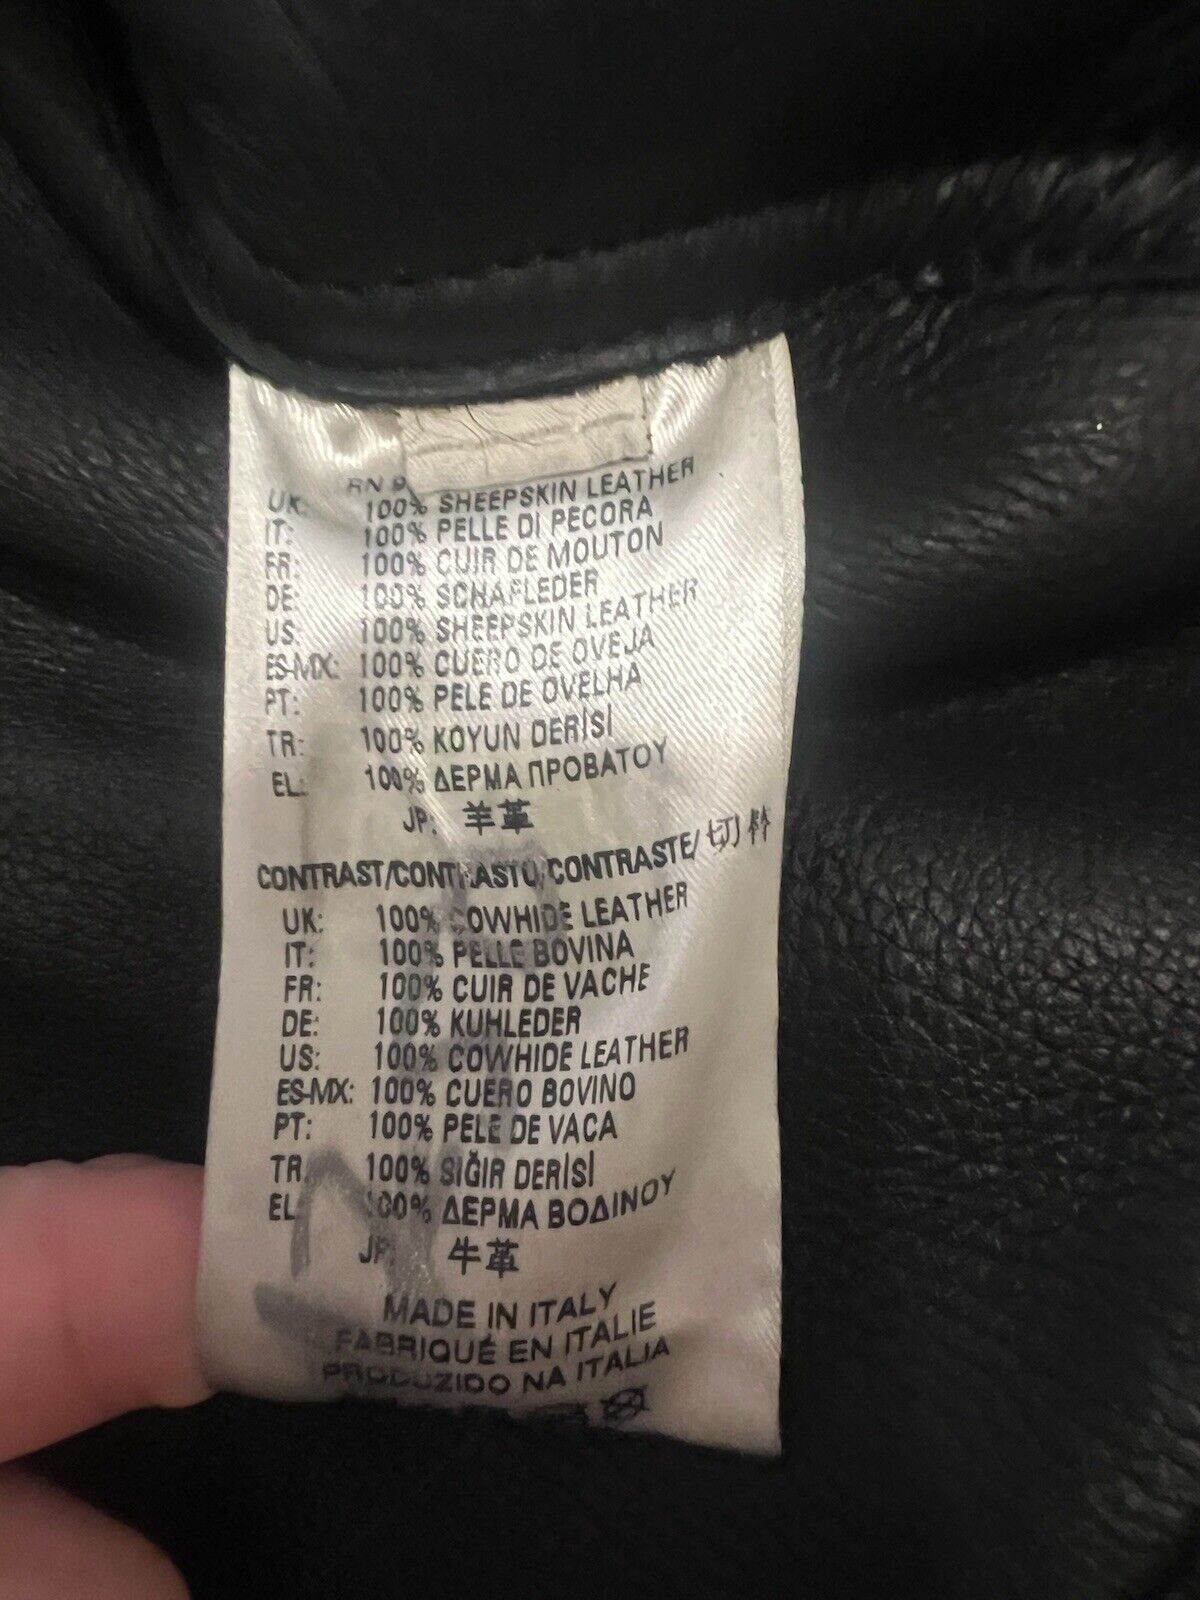 RN 9
UK: 100% SHEEPSKIN LEATHER
IT: 100% PELLE DI PECORA
FR: 100% CUIR DE MOUTON
DE: 100% SCHAFLEDER
US: 100% SHEEPSKIN LEATHER
ES-MX: 100% CUERO DE OVEJA
PT: 100% PELE DE OVELHA
TR: 100% KOYUN DERİSİ
EL: 100% ΔΕΡΜΑ ΠΡΟΒΑΤΟΥ
JP: 羊革
CONTRAST/CONTRASTO/CONTRASTE/切替
UK: 100% COWHIDE LEATHER
IT: 100% PELLE BOVINA
FR: 100% CUIR DE VACHE
DE: 100% KUHLEDER
US: 100% COWHIDE LEATHER
ES-MX: 100% CUERO BOVINO
PT: 100% PELE DE VACA
TR 100% SIĞIR DERİSİ
EL 100% ΔΕΡΜΑ ΒΟΔΙΝΟΥ
JP: 牛革
MADE IN ITALY
FABRIQUÉ EN ITALIE
PRODUZIDO NA ITALIA